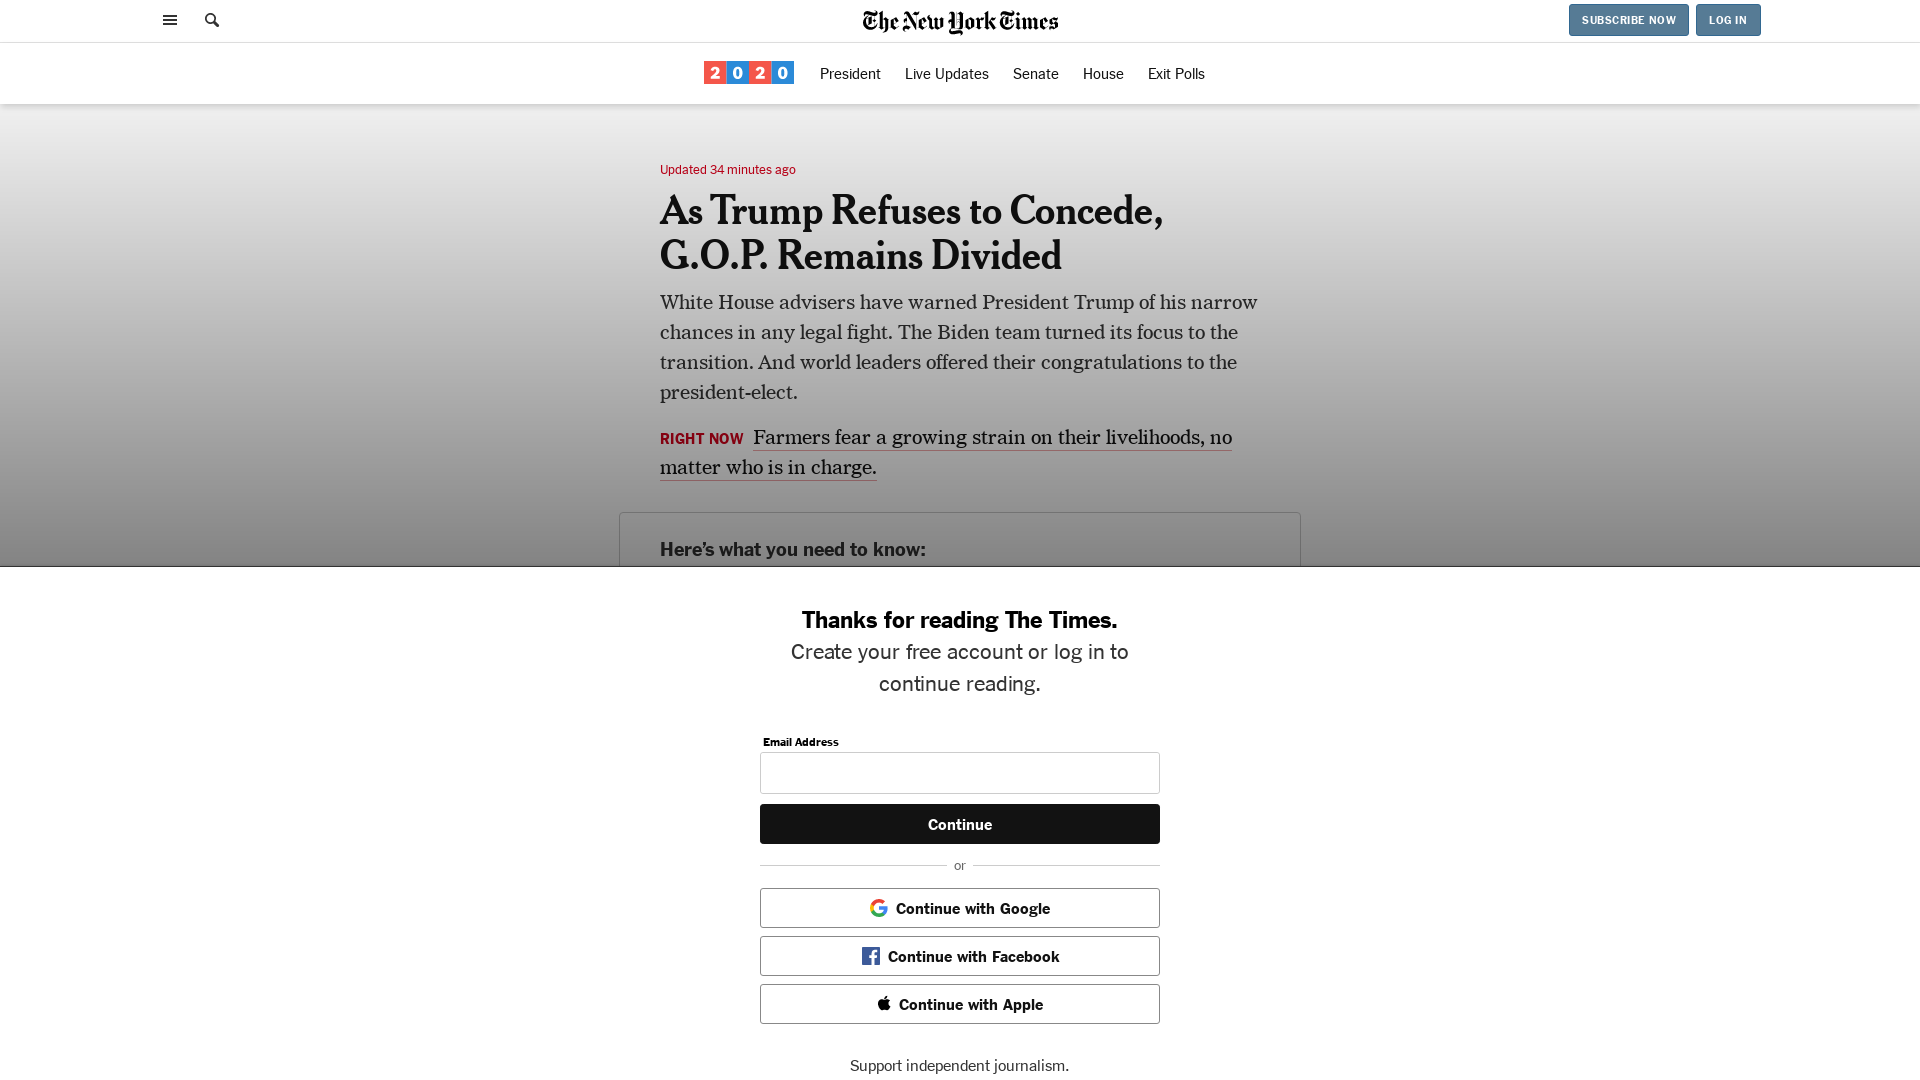 The New York Times
SUBSCRIBE NOW
LOG IN
2020
President
Live Updates
Senate
House
Exit Polls
Updated 34 minutes ago
As Trump Refuses to Concede,
G.O.P. Remains Divided
White House advisers have warned President Trump of his narrow
chances in any legal fight. The Biden team turned its focus to the
transition. And world leaders offered their congratulations to the
president-elect.
RIGHT NOW Farmers fear a growing strain on their livelihoods, no
matter who is in charge.
Here’s what you need to know:
Thanks for reading The Times.
Create your free account or log in to
continue reading.
Email Address
Continue
or
Continue with Google
Continue with Facebook
Continue with Apple
Support independent journalism.